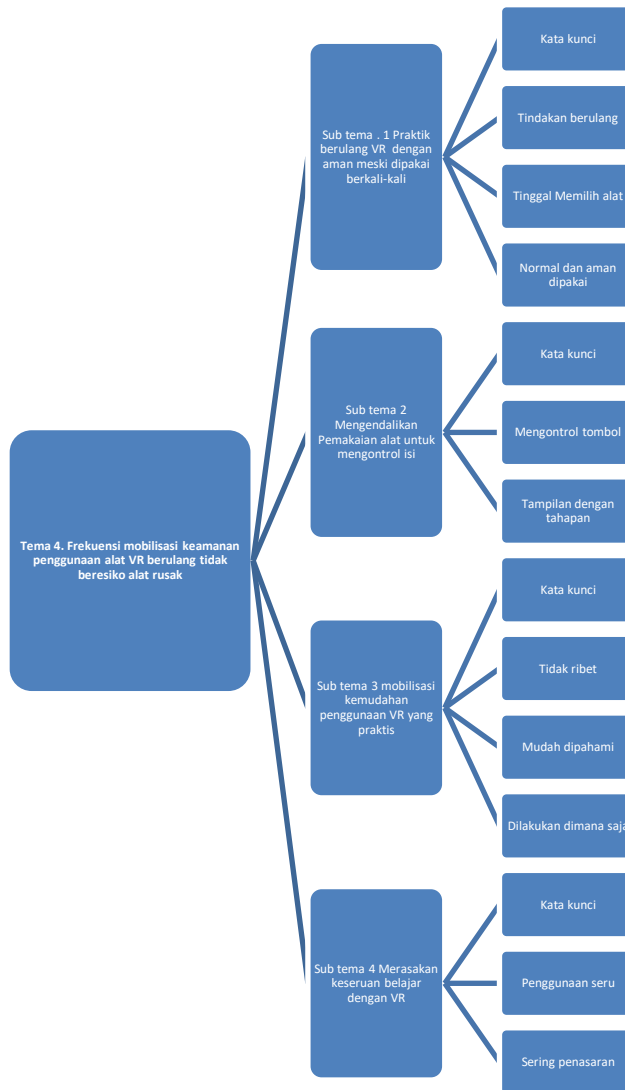 Tema 4. Frekuensi mobilisasi keamanan
penggunaan alat VR berulang tidak
beresiko alat rusak
Sub tema . 1 Praktik
berulang VR dengan
aman meski dipakai
berkali-kali
Kata kunci
Tindakan berulang
Tinggal Memilih alat
Normal dan aman
dipakai
Sub tema 2
Mengendalikan
Pemakaian alat untuk
mengontrol isi
Kata kunci
Mengontrol tombol
Tampilan dengan
tahapan
Sub tema 3 mobilisasi
kemudahan
penggunaan VR yang
praktis
Kata kunci
Tidak ribet
Mudah dipahami
Dilakukan dimana saja
Sub tema 4 Merasakan
keseruan belajar
dengan VR
Kata kunci
Penggunaan seru
Sering penasaran